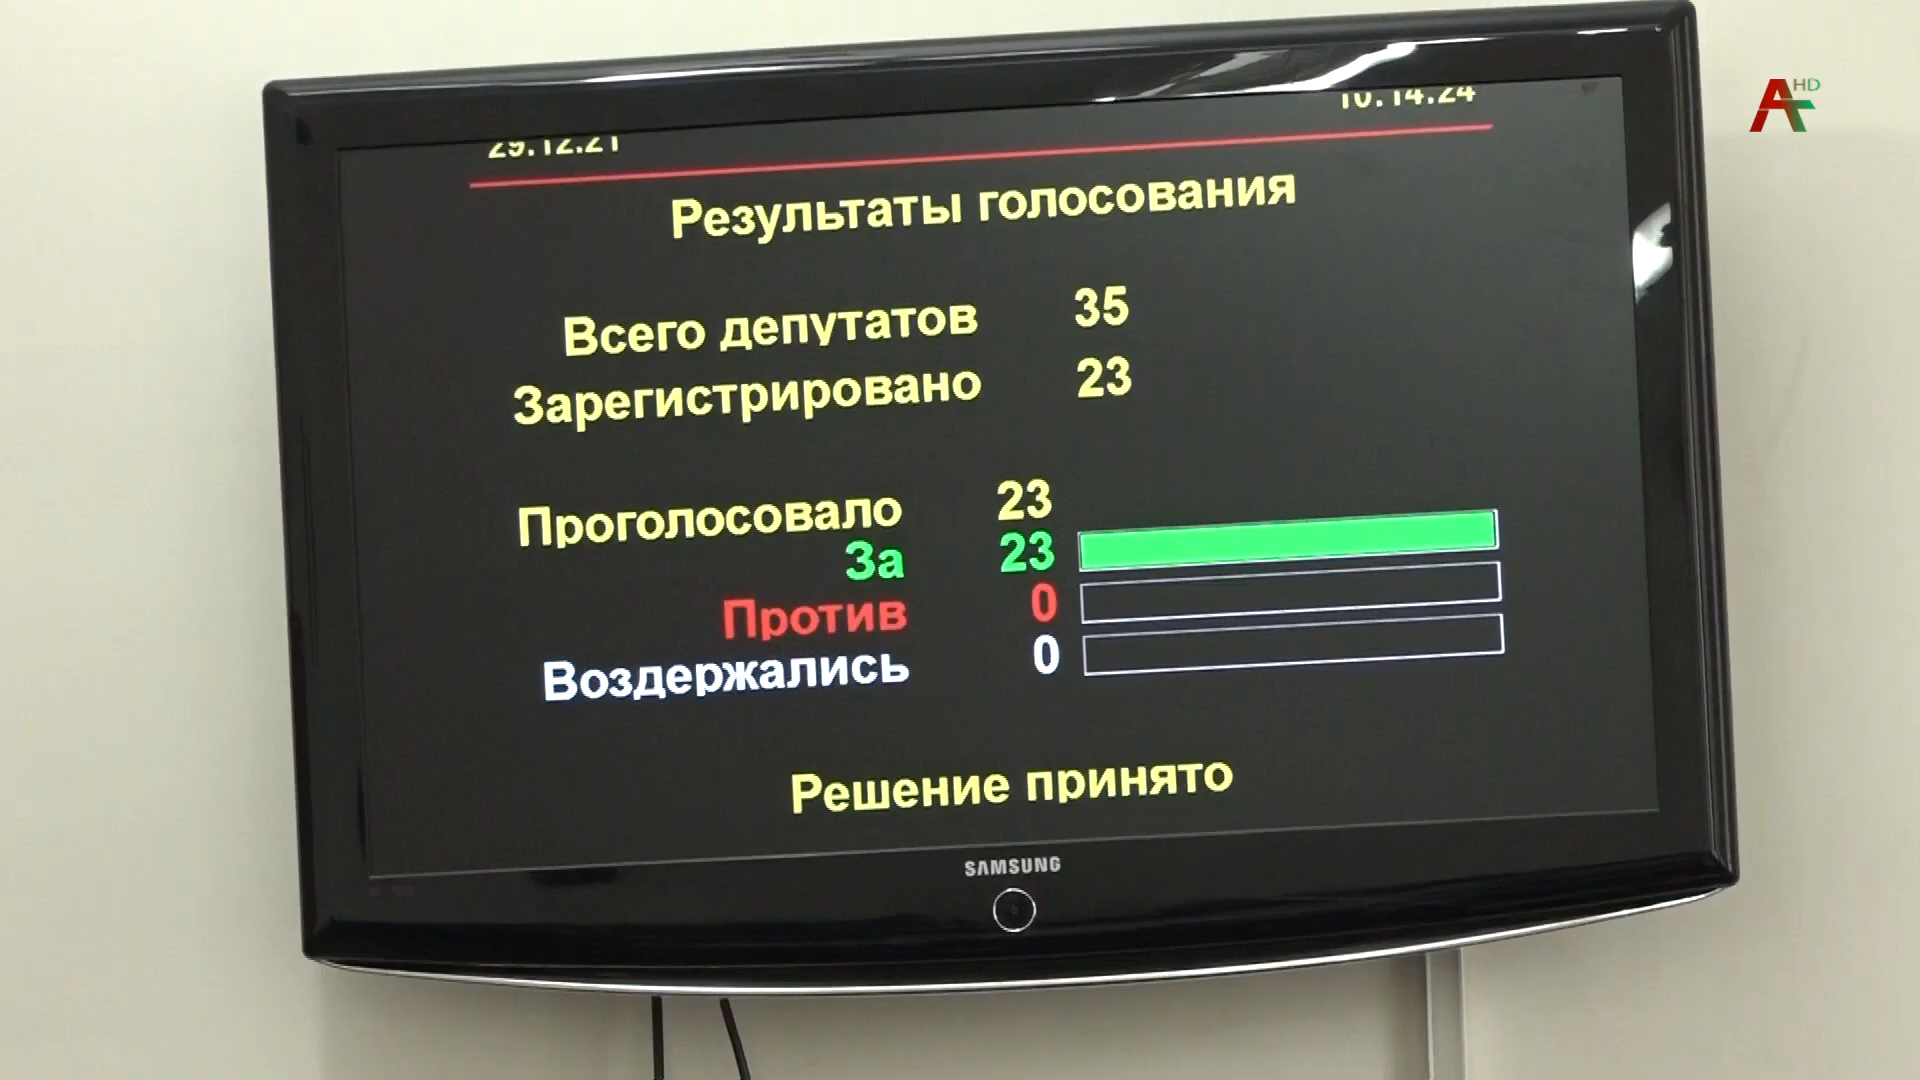 29.12.21
10.14.24
Результаты голосования
Всего депутатов 35
Зарегистрировано 23
Проголосовало 23
За 23
Против 0
Воздержались 0
Решение принято
SAMSUNG
AT HD